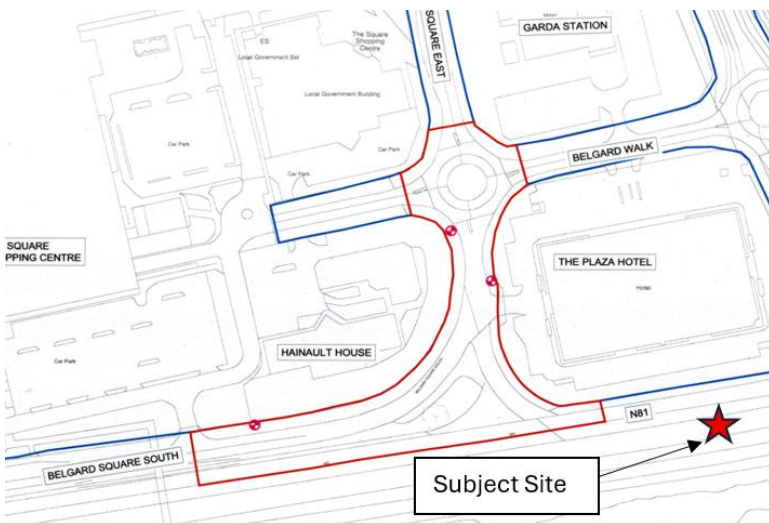 SQUARE EAST
GARDA STATION
The Square
Shopping
Centre
ES
Local Government Bld
Local Government Building
Car Park
Car Park
Car Park
BELGARD WALK
SQUARE
PPING CENTRE
THE PLAZA HOTEL
Hotel
HAINAULT HOUSE
Car Park
N81
BELGARD SQUARE SOUTH
Subject Site